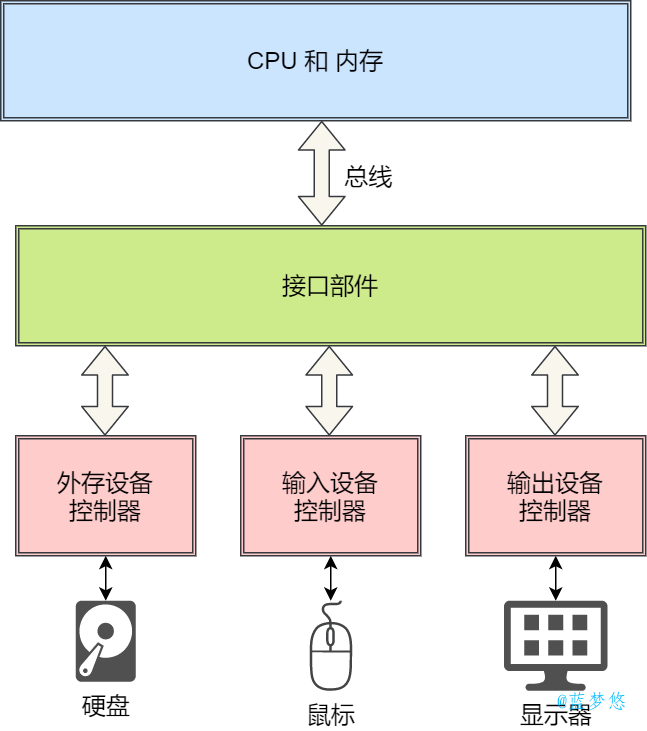 CPU 和 内存
总线
接口部件
外存设备
控制器
输入设备
控制器
输出设备
控制器
硬盘
鼠标
显示器
@蓝梦悠